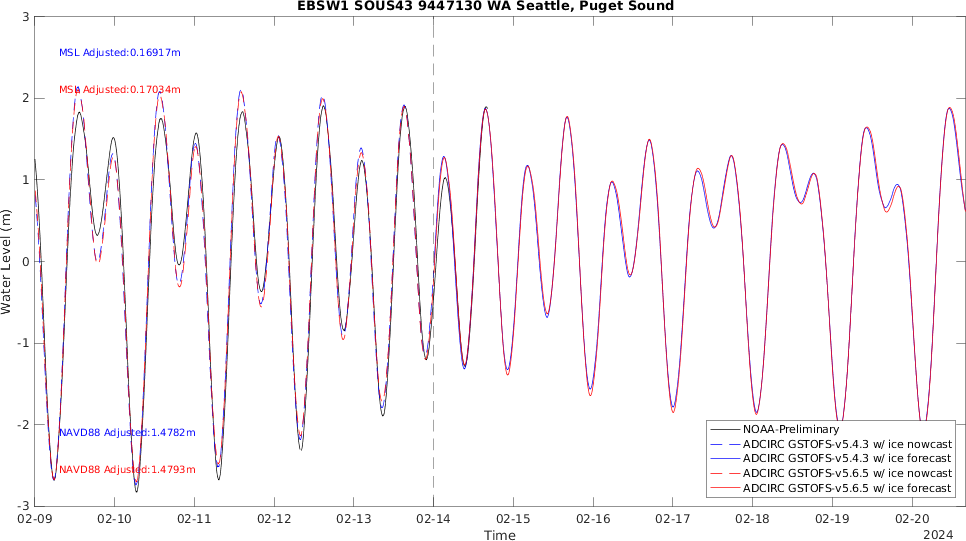 EBSW1 SOUS43 9447130 WA Seattle, Puget Sound
3
MSL Adjusted:0.16917m
MSL Adjusted:0.17034m
2
1
0
-1
-2
-3
Water Level (m)
NAVD88 Adjusted:1.4782m
NAVD88 Adjusted:1.4793m
NOAA-Preliminary
ADCIRC GSTOFS-v5.4.3 w/ ice nowcast
ADCIRC GSTOFS-v5.4.3 w/ ice forecast
ADCIRC GSTOFS-v5.6.5 w/ ice nowcast
ADCIRC GSTOFS-v5.6.5 w/ ice forecast
02-09 02-10 02-11 02-12 02-13 02-14 02-15 02-16 02-17 02-18 02-19 02-20
Time
2024